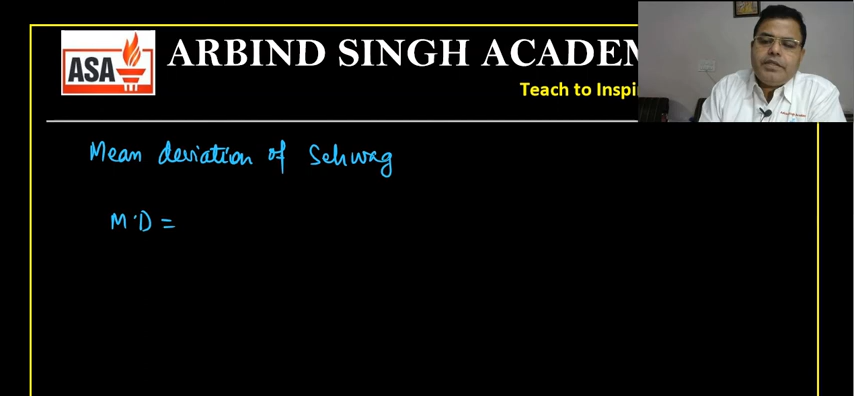 ASA
ARBIND SINGH ACADEM
Teach to Inspi
Mean deviation of Sehwag
M.D =